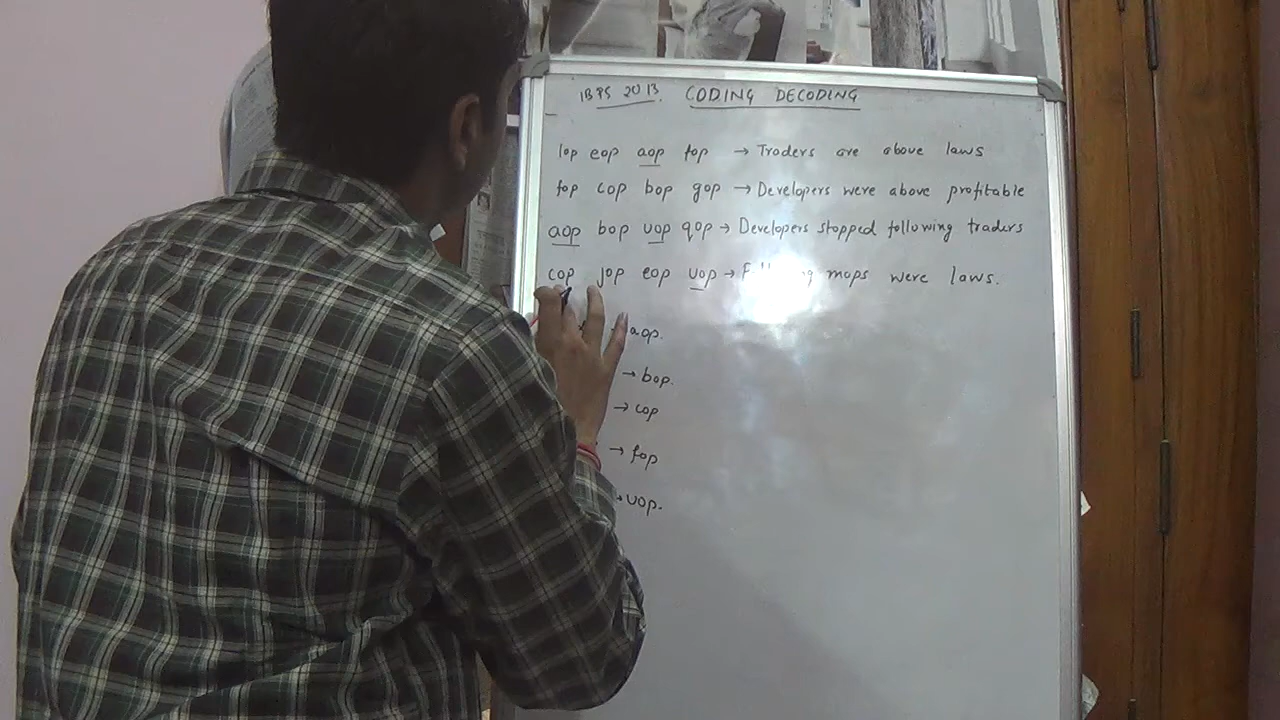 IBPS 2013. CODING DECODING
lop eop aop fop → Traders are above laws
fop cop bop gop → Developers were above profitable
aop bop uop qop → Developers stopped following traders
cop jop eop uop → maps were laws.
→ aop.
→ bop.
→ cop
→ fop
→ uop.